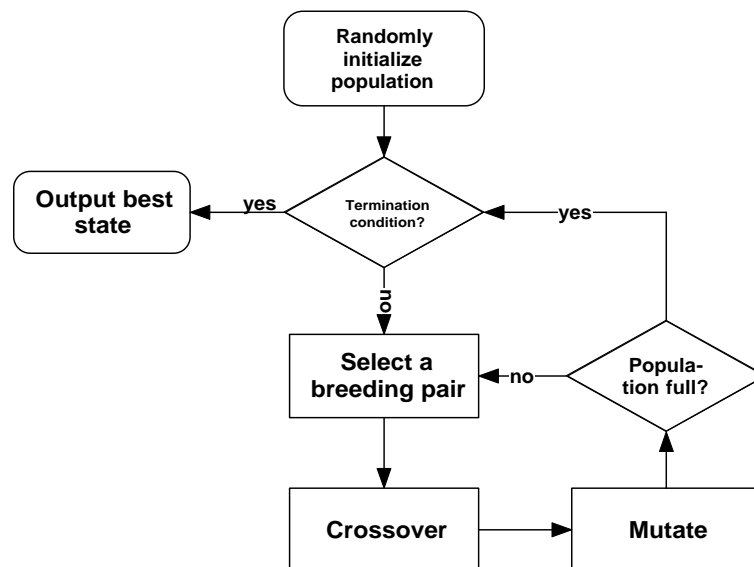 Randomly
initialize
population
Output best
state
yes
Termination
condition?
yes
no
Select a
breeding pair
no
Popula-
tion full?
Crossover
Mutate